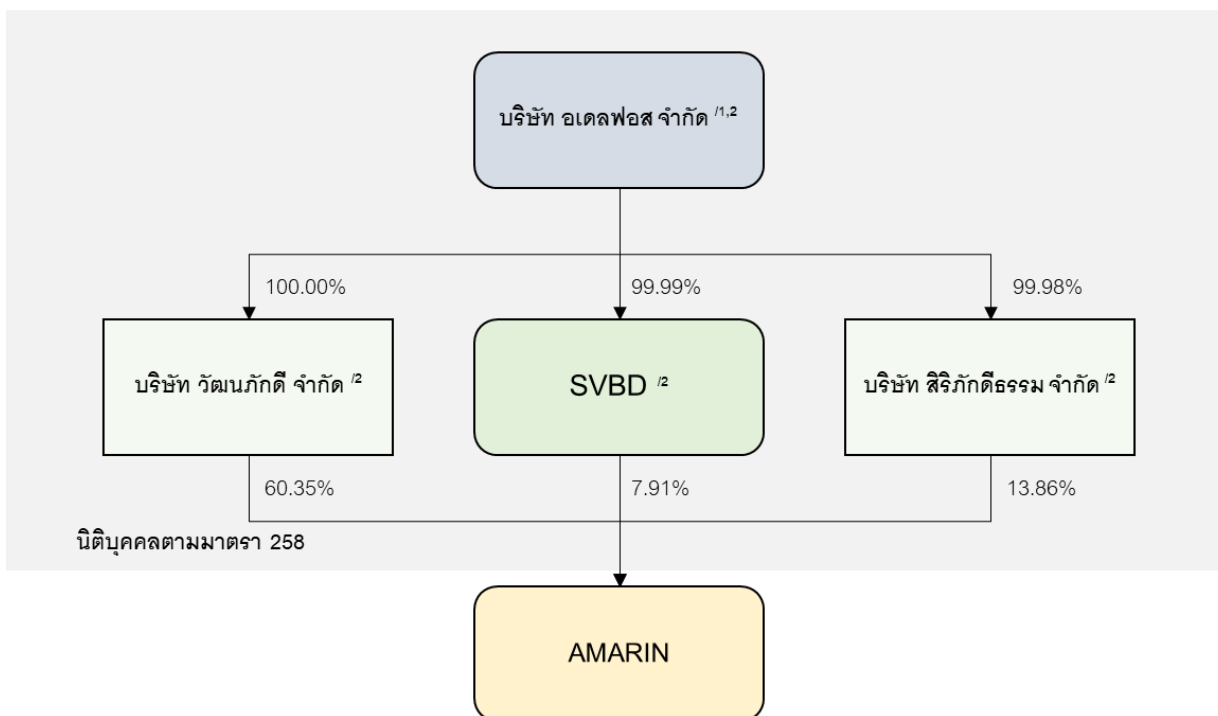 บริษัท อเดลฟอส จำกัด /1,2
100.00%
99.99%
99.98%
บริษัท วัฒนภักดี จำกัด /2
SVBD /2
บริษัท สิริภักดีธรรม จำกัด /2
60.35%
7.91%
13.86%
นิติบุคคลตามมาตรา 258
AMARIN